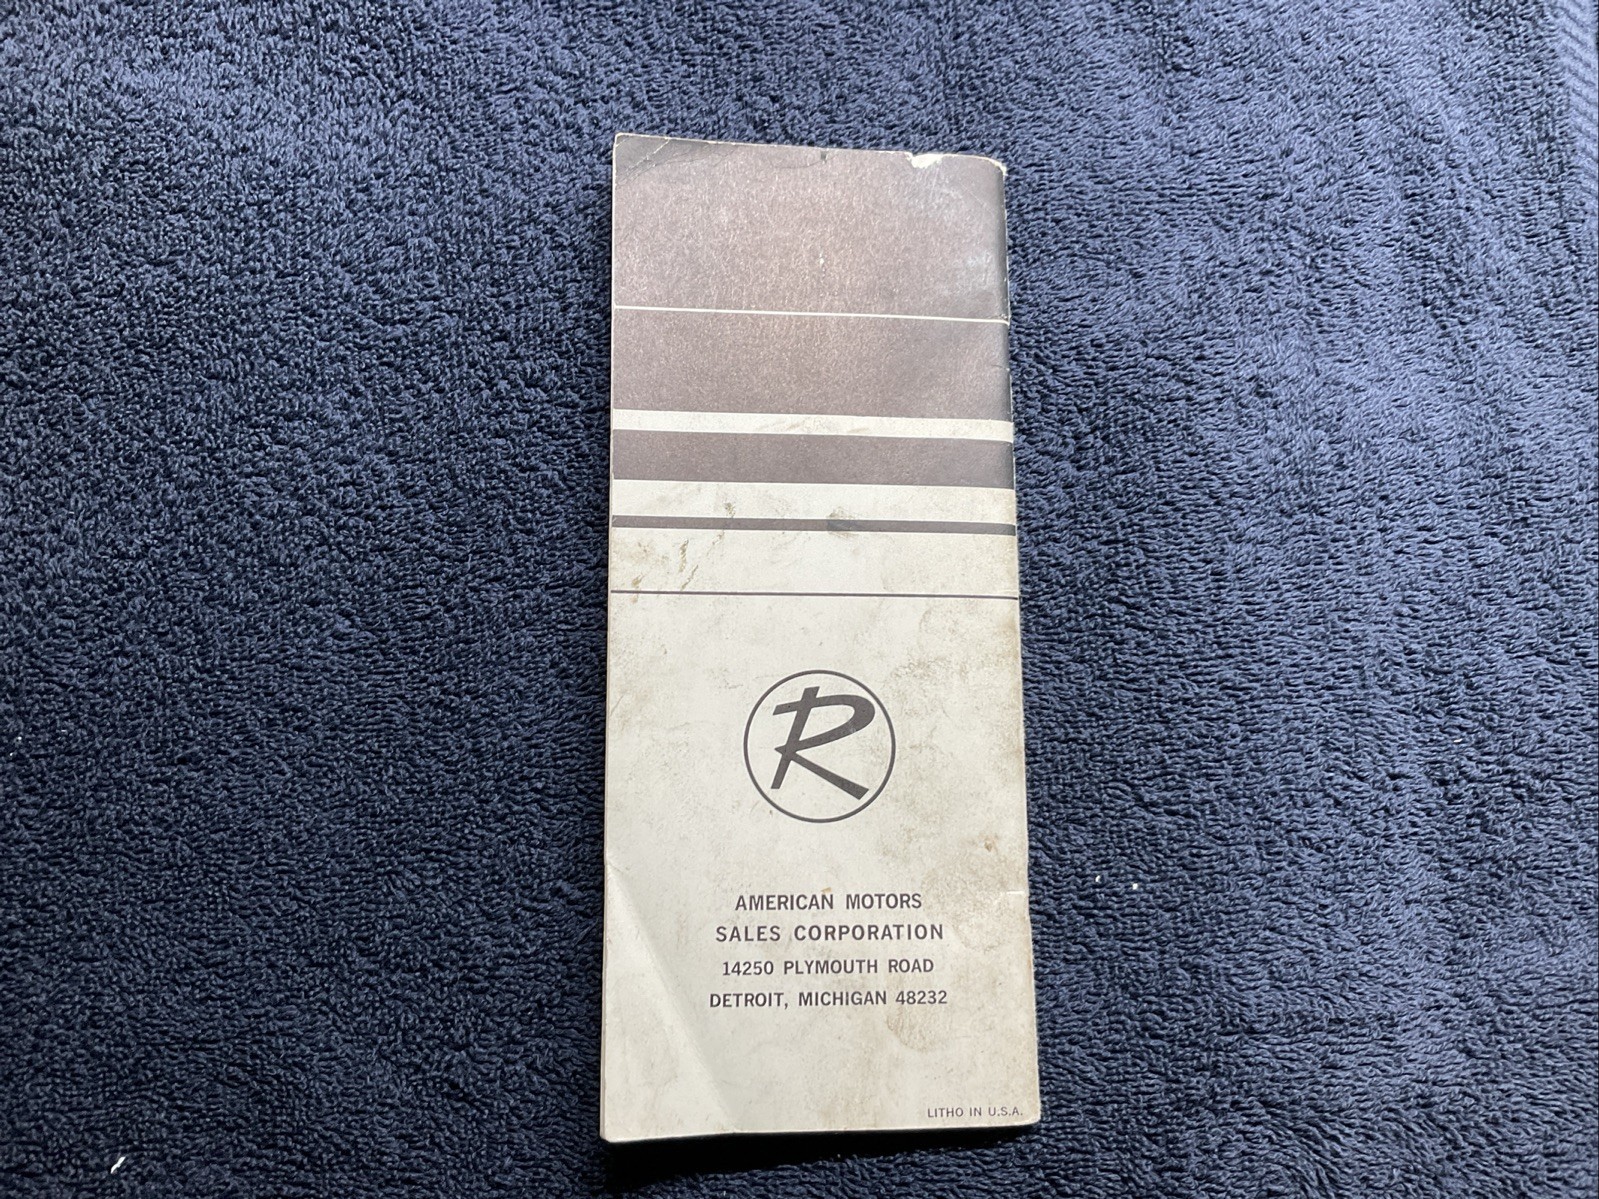 R
AMERICAN MOTORS
SALES CORPORATION
14250 PLYMOUTH ROAD
DETROIT, MICHIGAN 48232
LITHO IN U.S.A.